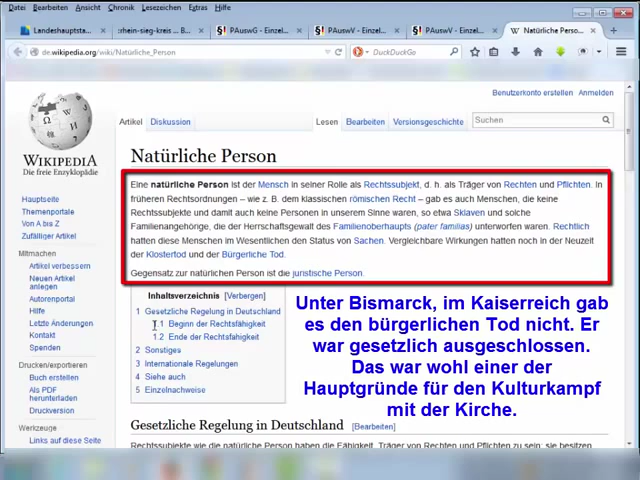 Datei Bearbeiten Ansicht Chronik Lesezeichen Extras Hilfe
Landeshauptsta... :rhein-sieg-kreis ... B... PAuswG - Einzel... PAuswV - Einzel... PAuswV - Einzel... Natürliche Perso...
de.wikipedia.org/wiki/Natürliche_Person DuckDuckGo
Benutzerkonto erstellen Anmelden
Artikel Diskussion Lesen Bearbeiten Versionsgeschichte Suchen
WIKIPEDIA
Die freie Enzyklopädie
Hauptseite
Themenportale
Von A bis Z
Zufälliger Artikel
Mitmachen
Artikel verbessern
Neuen Artikel
anlegen
Autorenportal
Hilfe
Letzte Änderungen
Kontakt
Spenden
Drucken/exportieren
Buch erstellen
Als PDF
herunterladen
Druckversion
Werkzeuge
Links auf diese Seite
Natürliche Person
Eine natürliche Person ist der Mensch in seiner Rolle als Rechtssubjekt, d. h. als Träger von Rechten und Pflichten. In
früheren Rechtsordnungen – wie z. B. dem klassischen römischen Recht – gab es auch Menschen, die keine
Rechtssubjekte und damit auch keine Personen in unserem Sinne waren, so etwa Sklaven und solche
Familienangehörige, die der Herrschaftsgewalt des Familienoberhaupts (pater familias) unterworfen waren. Rechtlich
hatten diese Menschen im Wesentlichen den Status von Sachen. Vergleichbare Wirkungen hatten noch in der Neuzeit
der Klostertod und der Bürgerliche Tod.
Gegensatz zur natürlichen Person ist die juristische Person.
Inhaltsverzeichnis [Verbergen]
1 Gesetzliche Regelung in Deutschland
1.1 Beginn der Rechtsfähigkeit
1.2 Ende der Rechtsfähigkeit
2 Sonstiges
3 Internationale Regelungen
4 Siehe auch
5 Einzelnachweise
Unter Bismarck, im Kaiserreich gab
es den bürgerlichen Tod nicht. Er
war gesetzlich ausgeschlossen.
Das war wohl einer der
Hauptgründe für den Kulturkampf
mit der Kirche.
Gesetzliche Regelung in Deutschland [Bearbeiten]
Rechtssubjekte wie die natürliche Person haben die Fähigkeit, Träger von Rechten und Pflichten zu sein; sie besitzen